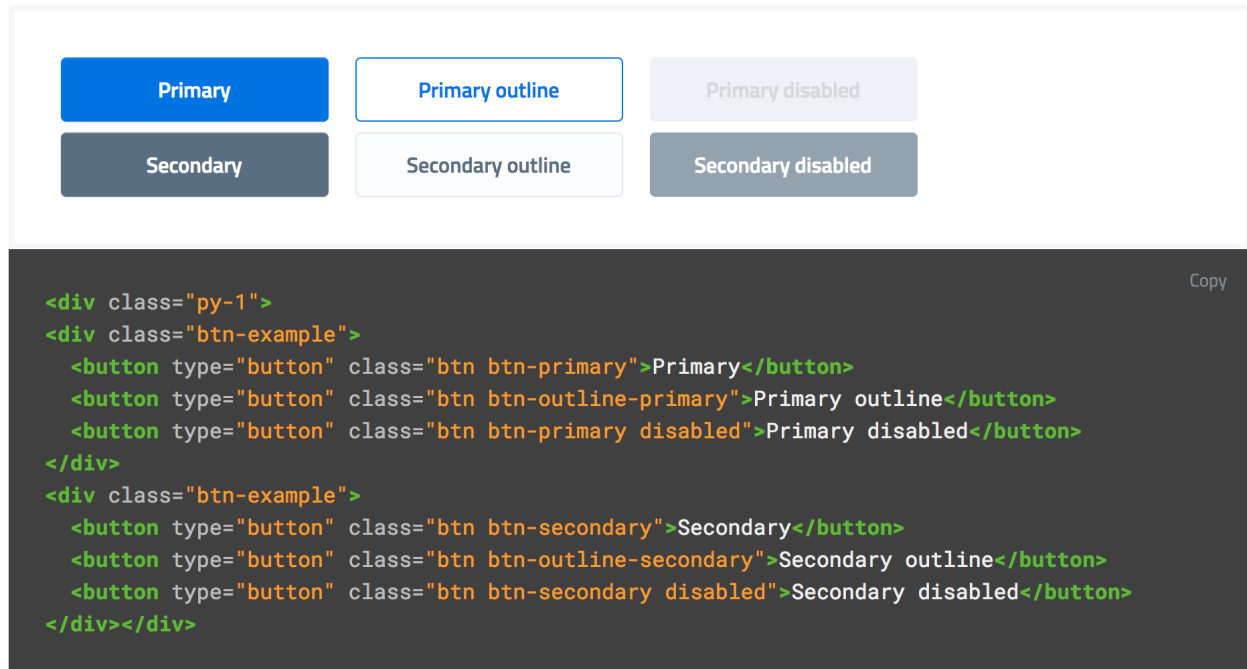 Primary
Primary outline
Primary disabled
Secondary
Secondary outline
Secondary disabled
Copy
<div class="py-1">
<div class="btn-example">
  <button type="button" class="btn btn-primary">Primary</button>
  <button type="button" class="btn btn-outline-primary">Primary outline</button>
  <button type="button" class="btn btn-primary disabled">Primary disabled</button>
</div>
<div class="btn-example">
  <button type="button" class="btn btn-secondary">Secondary</button>
  <button type="button" class="btn btn-outline-secondary">Secondary outline</button>
  <button type="button" class="btn btn-secondary disabled">Secondary disabled</button>
</div></div>